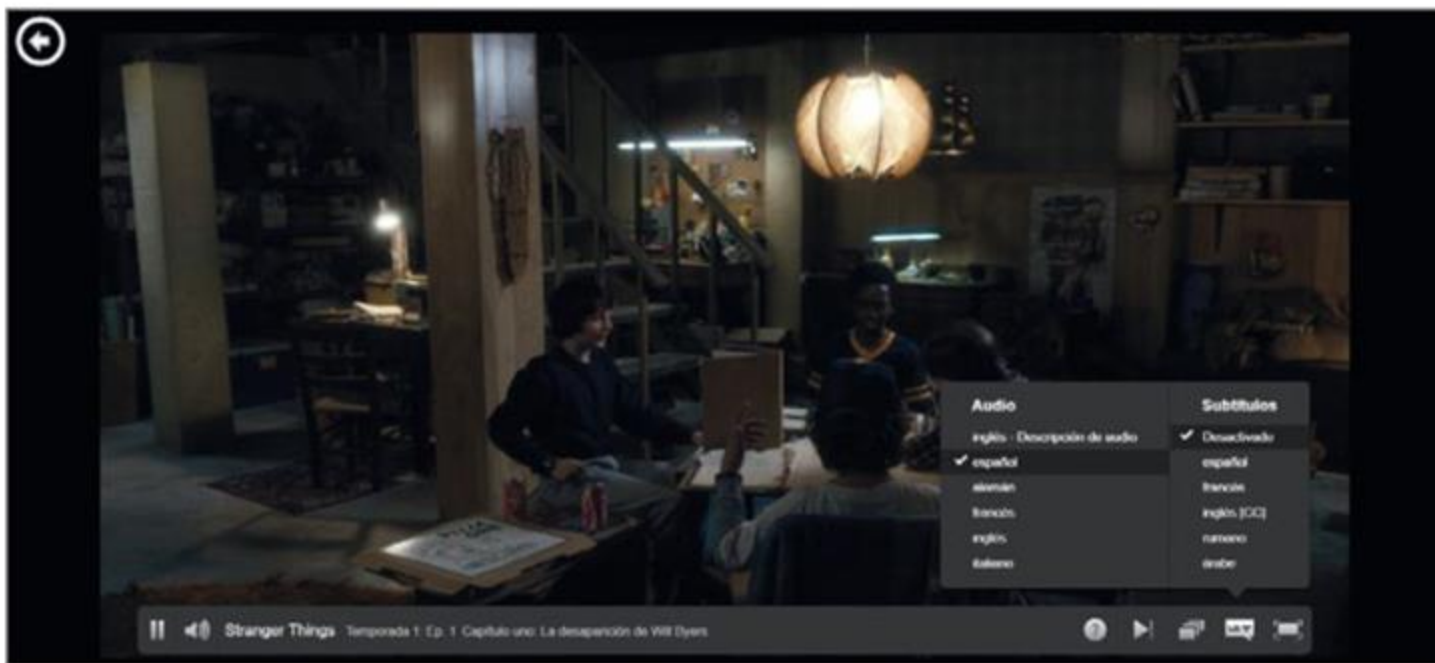 Audio
inglés - Descripción de audio
español
alemán
francés
inglés
italiano
Subtítulos
Desactivado
español
francés
inglés [CC]
rumano
árabe
Stranger Things Temporada 1: Ep. 1 Capítulo uno: La desaparición de Will Byers